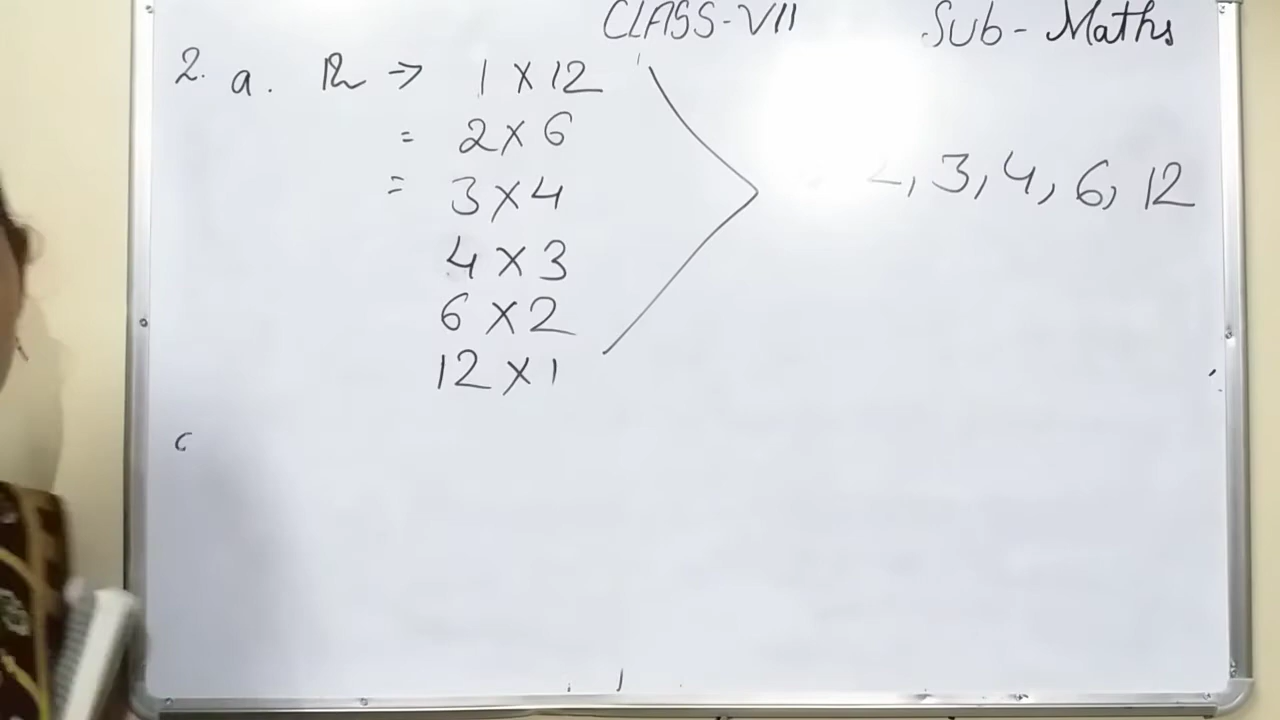 CLASS-VII Sub-Maths
2. a. 12 → 1 × 12
= 2 × 6
= 3 × 4
4 × 3
6 × 2
12 × 1
2, 3, 4, 6, 12
c